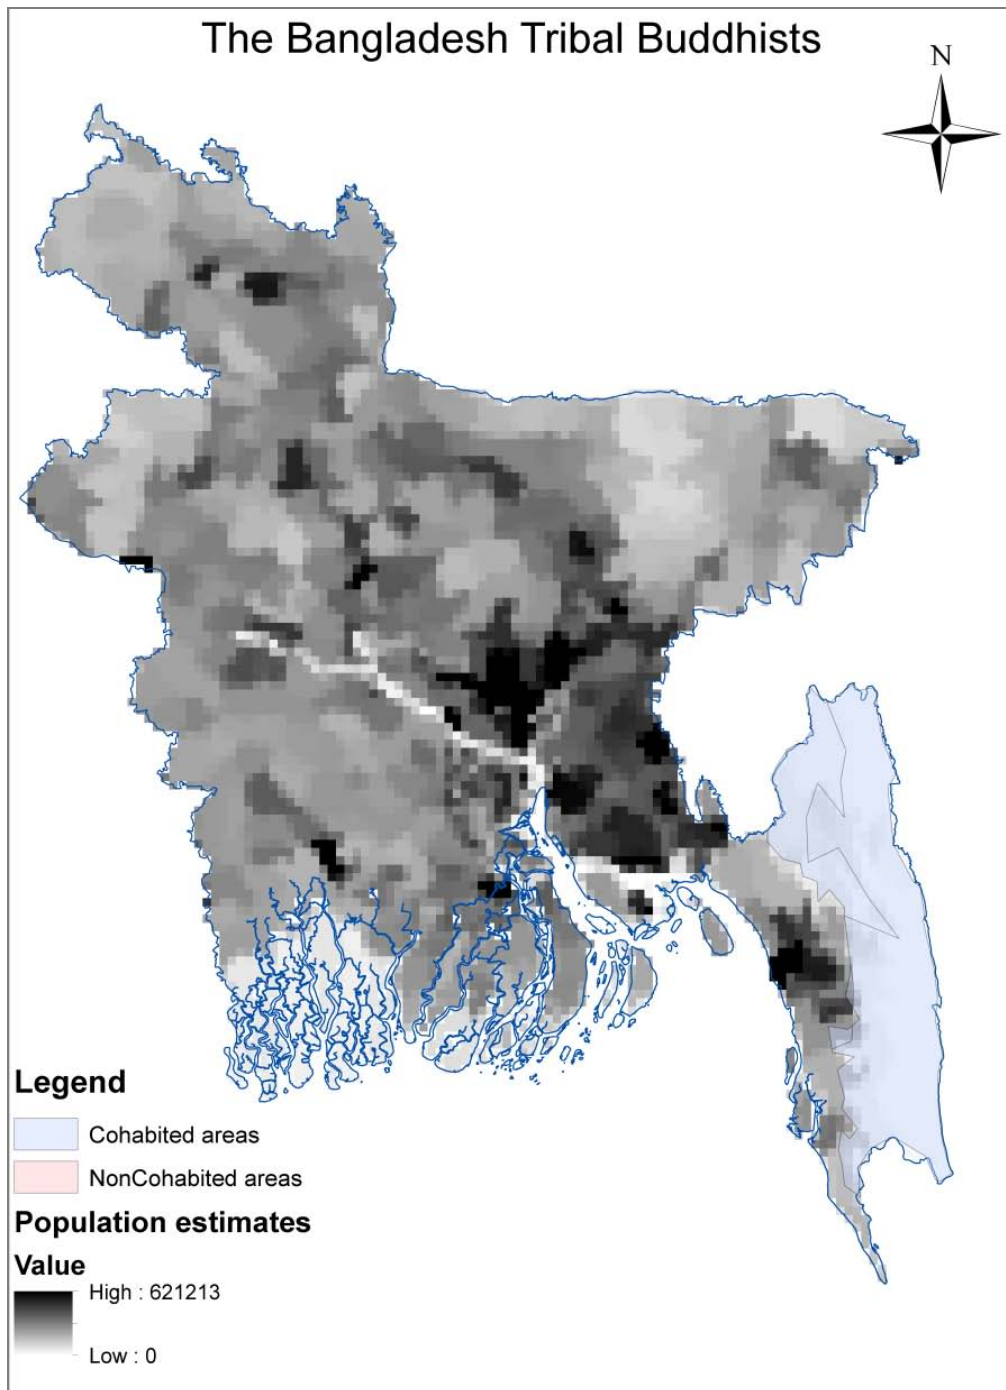 The Bangladesh Tribal Buddhists
N
Legend
Cohabited areas
NonCohabited areas
Population estimates
Value
High : 621213
Low : 0